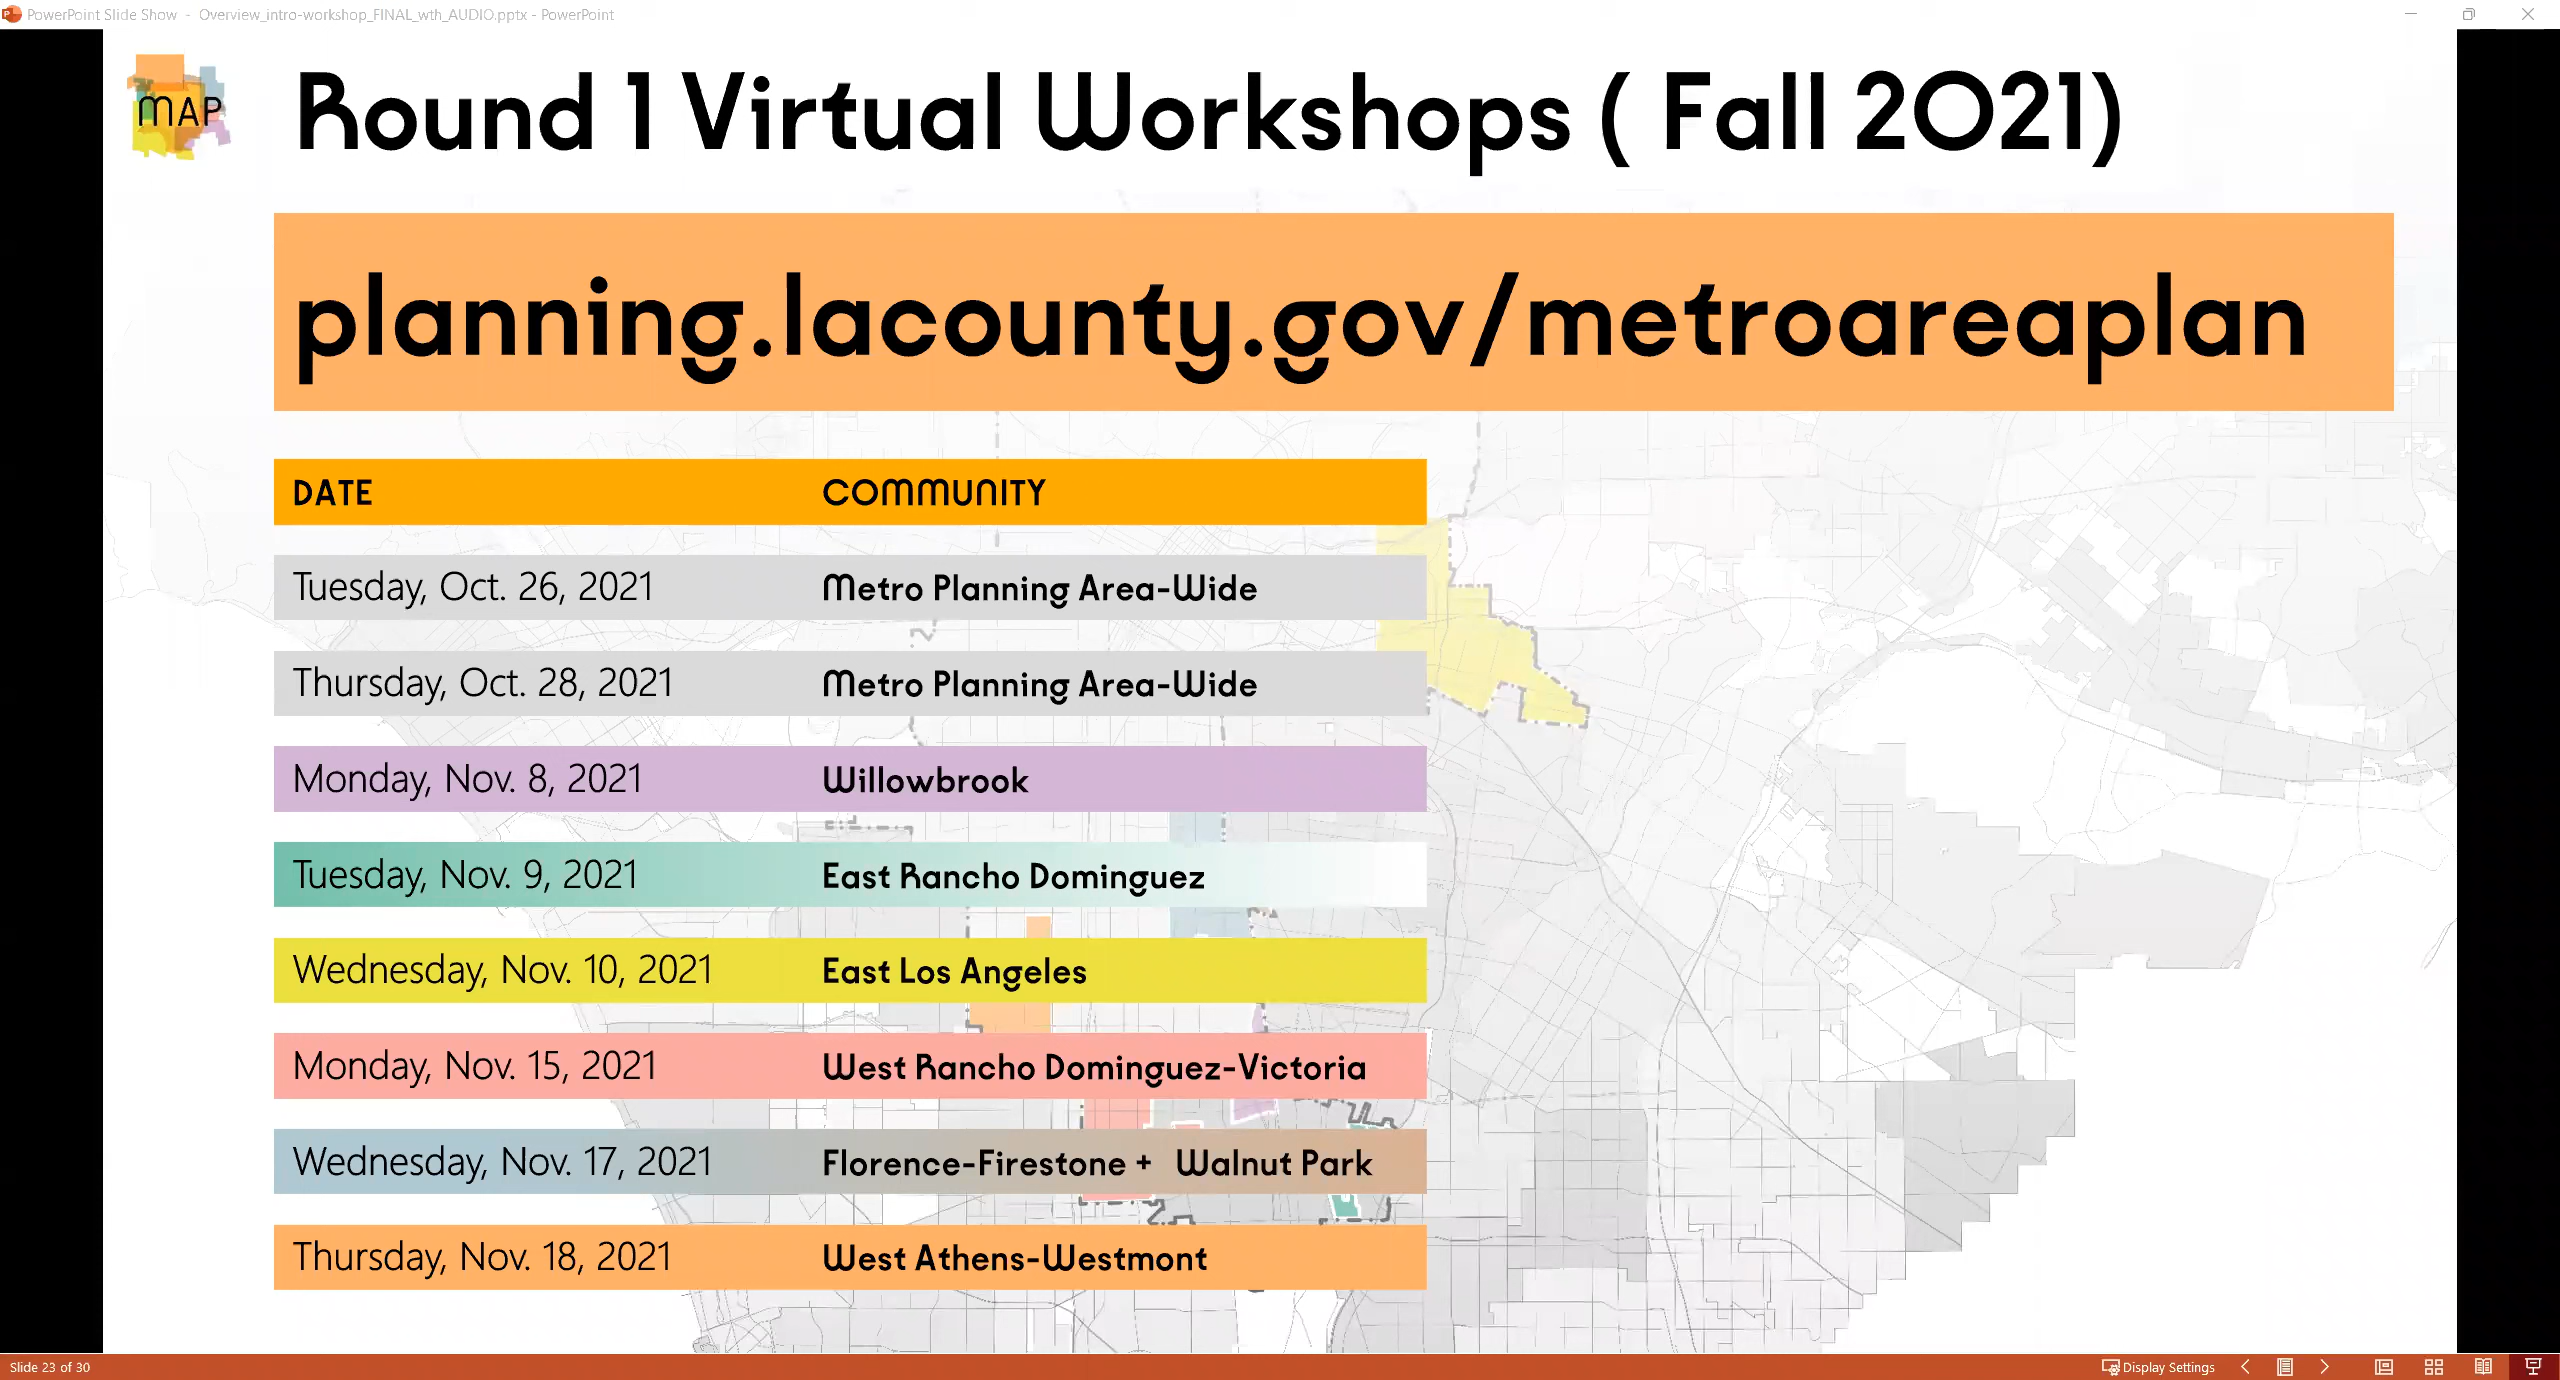 PowerPoint Slide Show - Overview_intro-workshop_FINAL_wth_AUDIO.pptx - PowerPoint
MAP
Round 1 Virtual Workshops ( Fall 2021)
planning.lacounty.gov/metroareaplan
DATE COMMUNITY
Tuesday, Oct. 26, 2021 Metro Planning Area-Wide
Thursday, Oct. 28, 2021 Metro Planning Area-Wide
Monday, Nov. 8, 2021 Willowbrook
Tuesday, Nov. 9, 2021 East Rancho Dominguez
Wednesday, Nov. 10, 2021 East Los Angeles
Monday, Nov. 15, 2021 West Rancho Dominguez-Victoria
Wednesday, Nov. 17, 2021 Florence-Firestone + Walnut Park
Thursday, Nov. 18, 2021 West Athens-Westmont
Slide 23 of 30 Display Settings